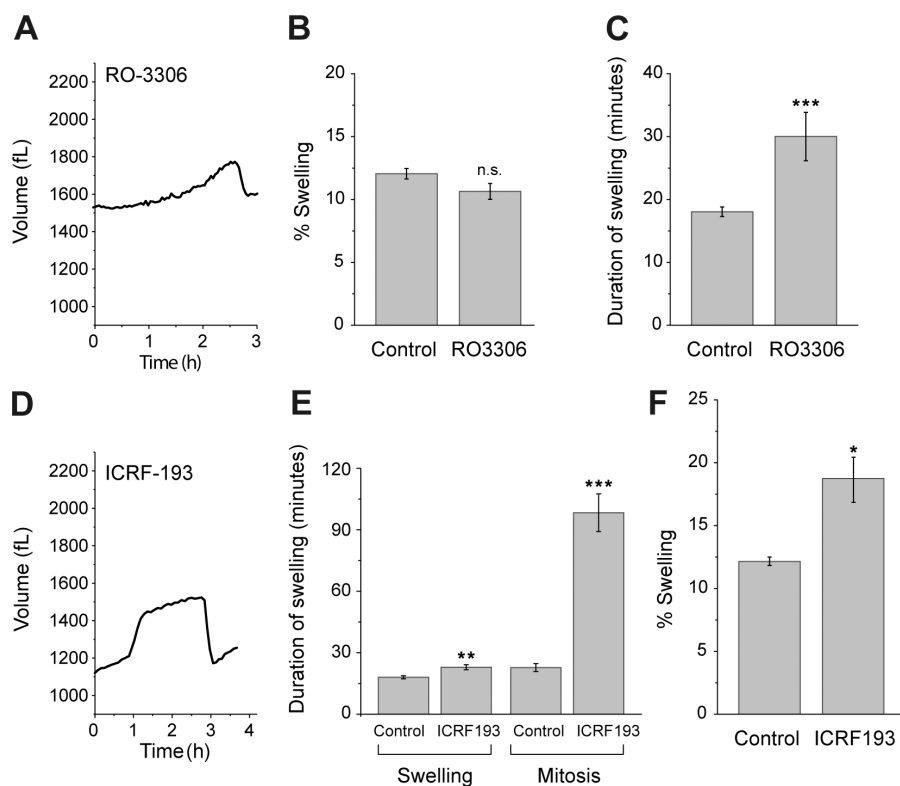 A
RO-3306
Volume (fL)
2200
2000
1800
1600
1400
1200
1000
0 1 2 3
Time (h)
B
% Swelling
20
15
10
5
0
n.s.
Control RO3306
C
Duration of swelling (minutes)
40
30
20
10
0
***
Control RO3306
D
ICRF-193
Volume (fL)
2200
2000
1800
1600
1400
1200
1000
0 1 2 3 4
Time (h)
E
Duration of swelling (minutes)
120
90
60
30
0
**
***
Control ICRF193 Control ICRF193
Swelling Mitosis
F
% Swelling
25
20
15
10
5
0
*
Control ICRF193